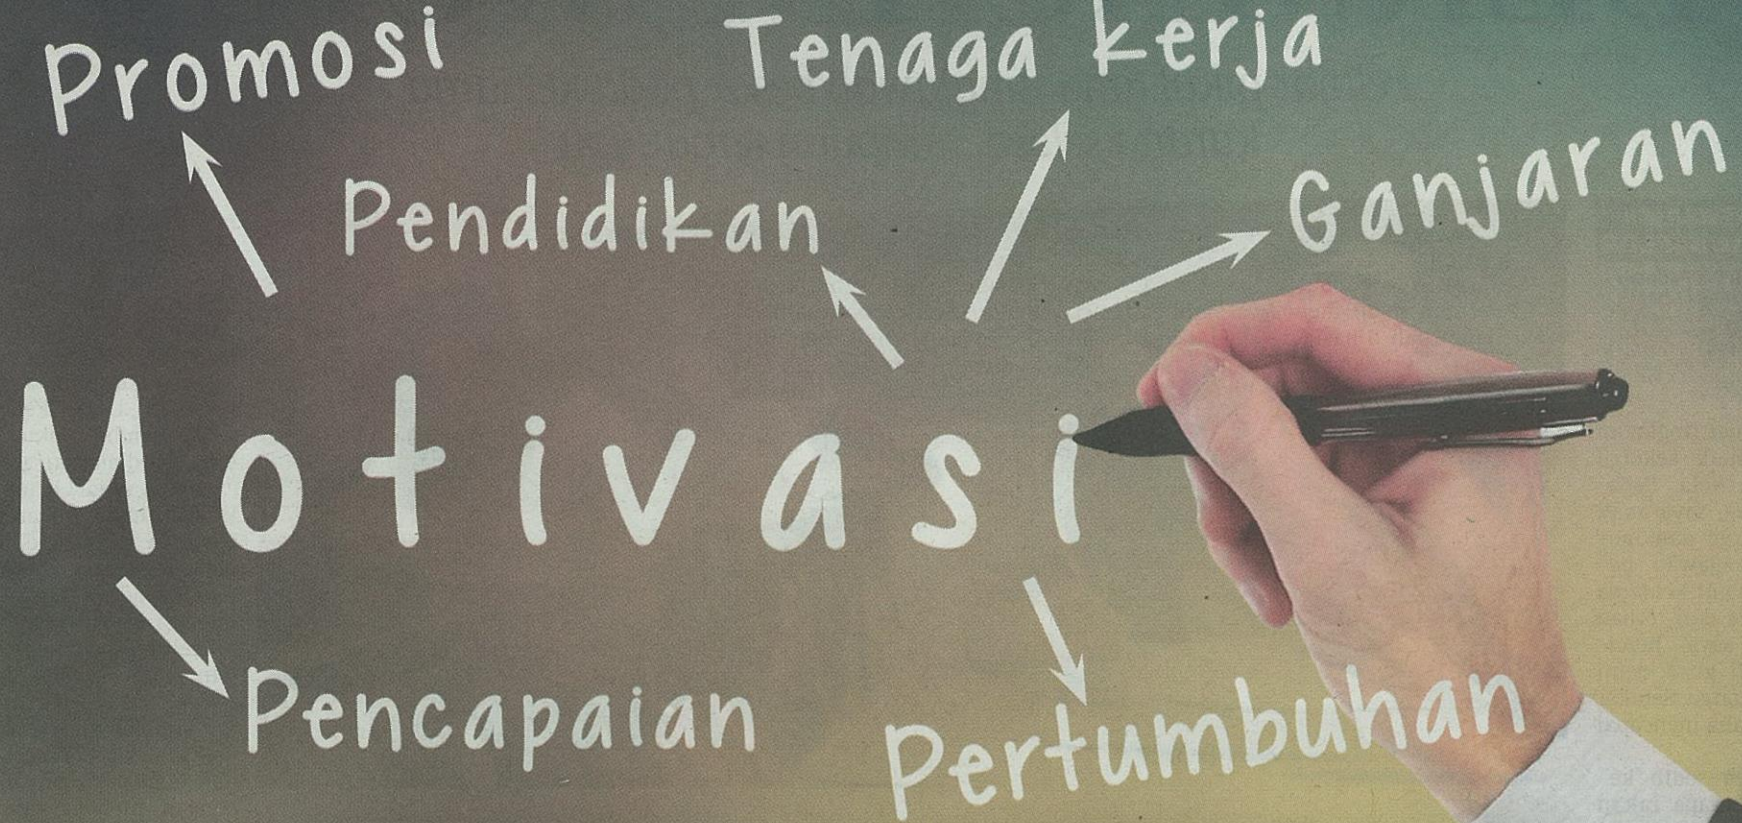 Promosi
Tenaga kerja
Pendidikan
Ganjaran
Motivasi
Pencapaian
Pertumbuhan